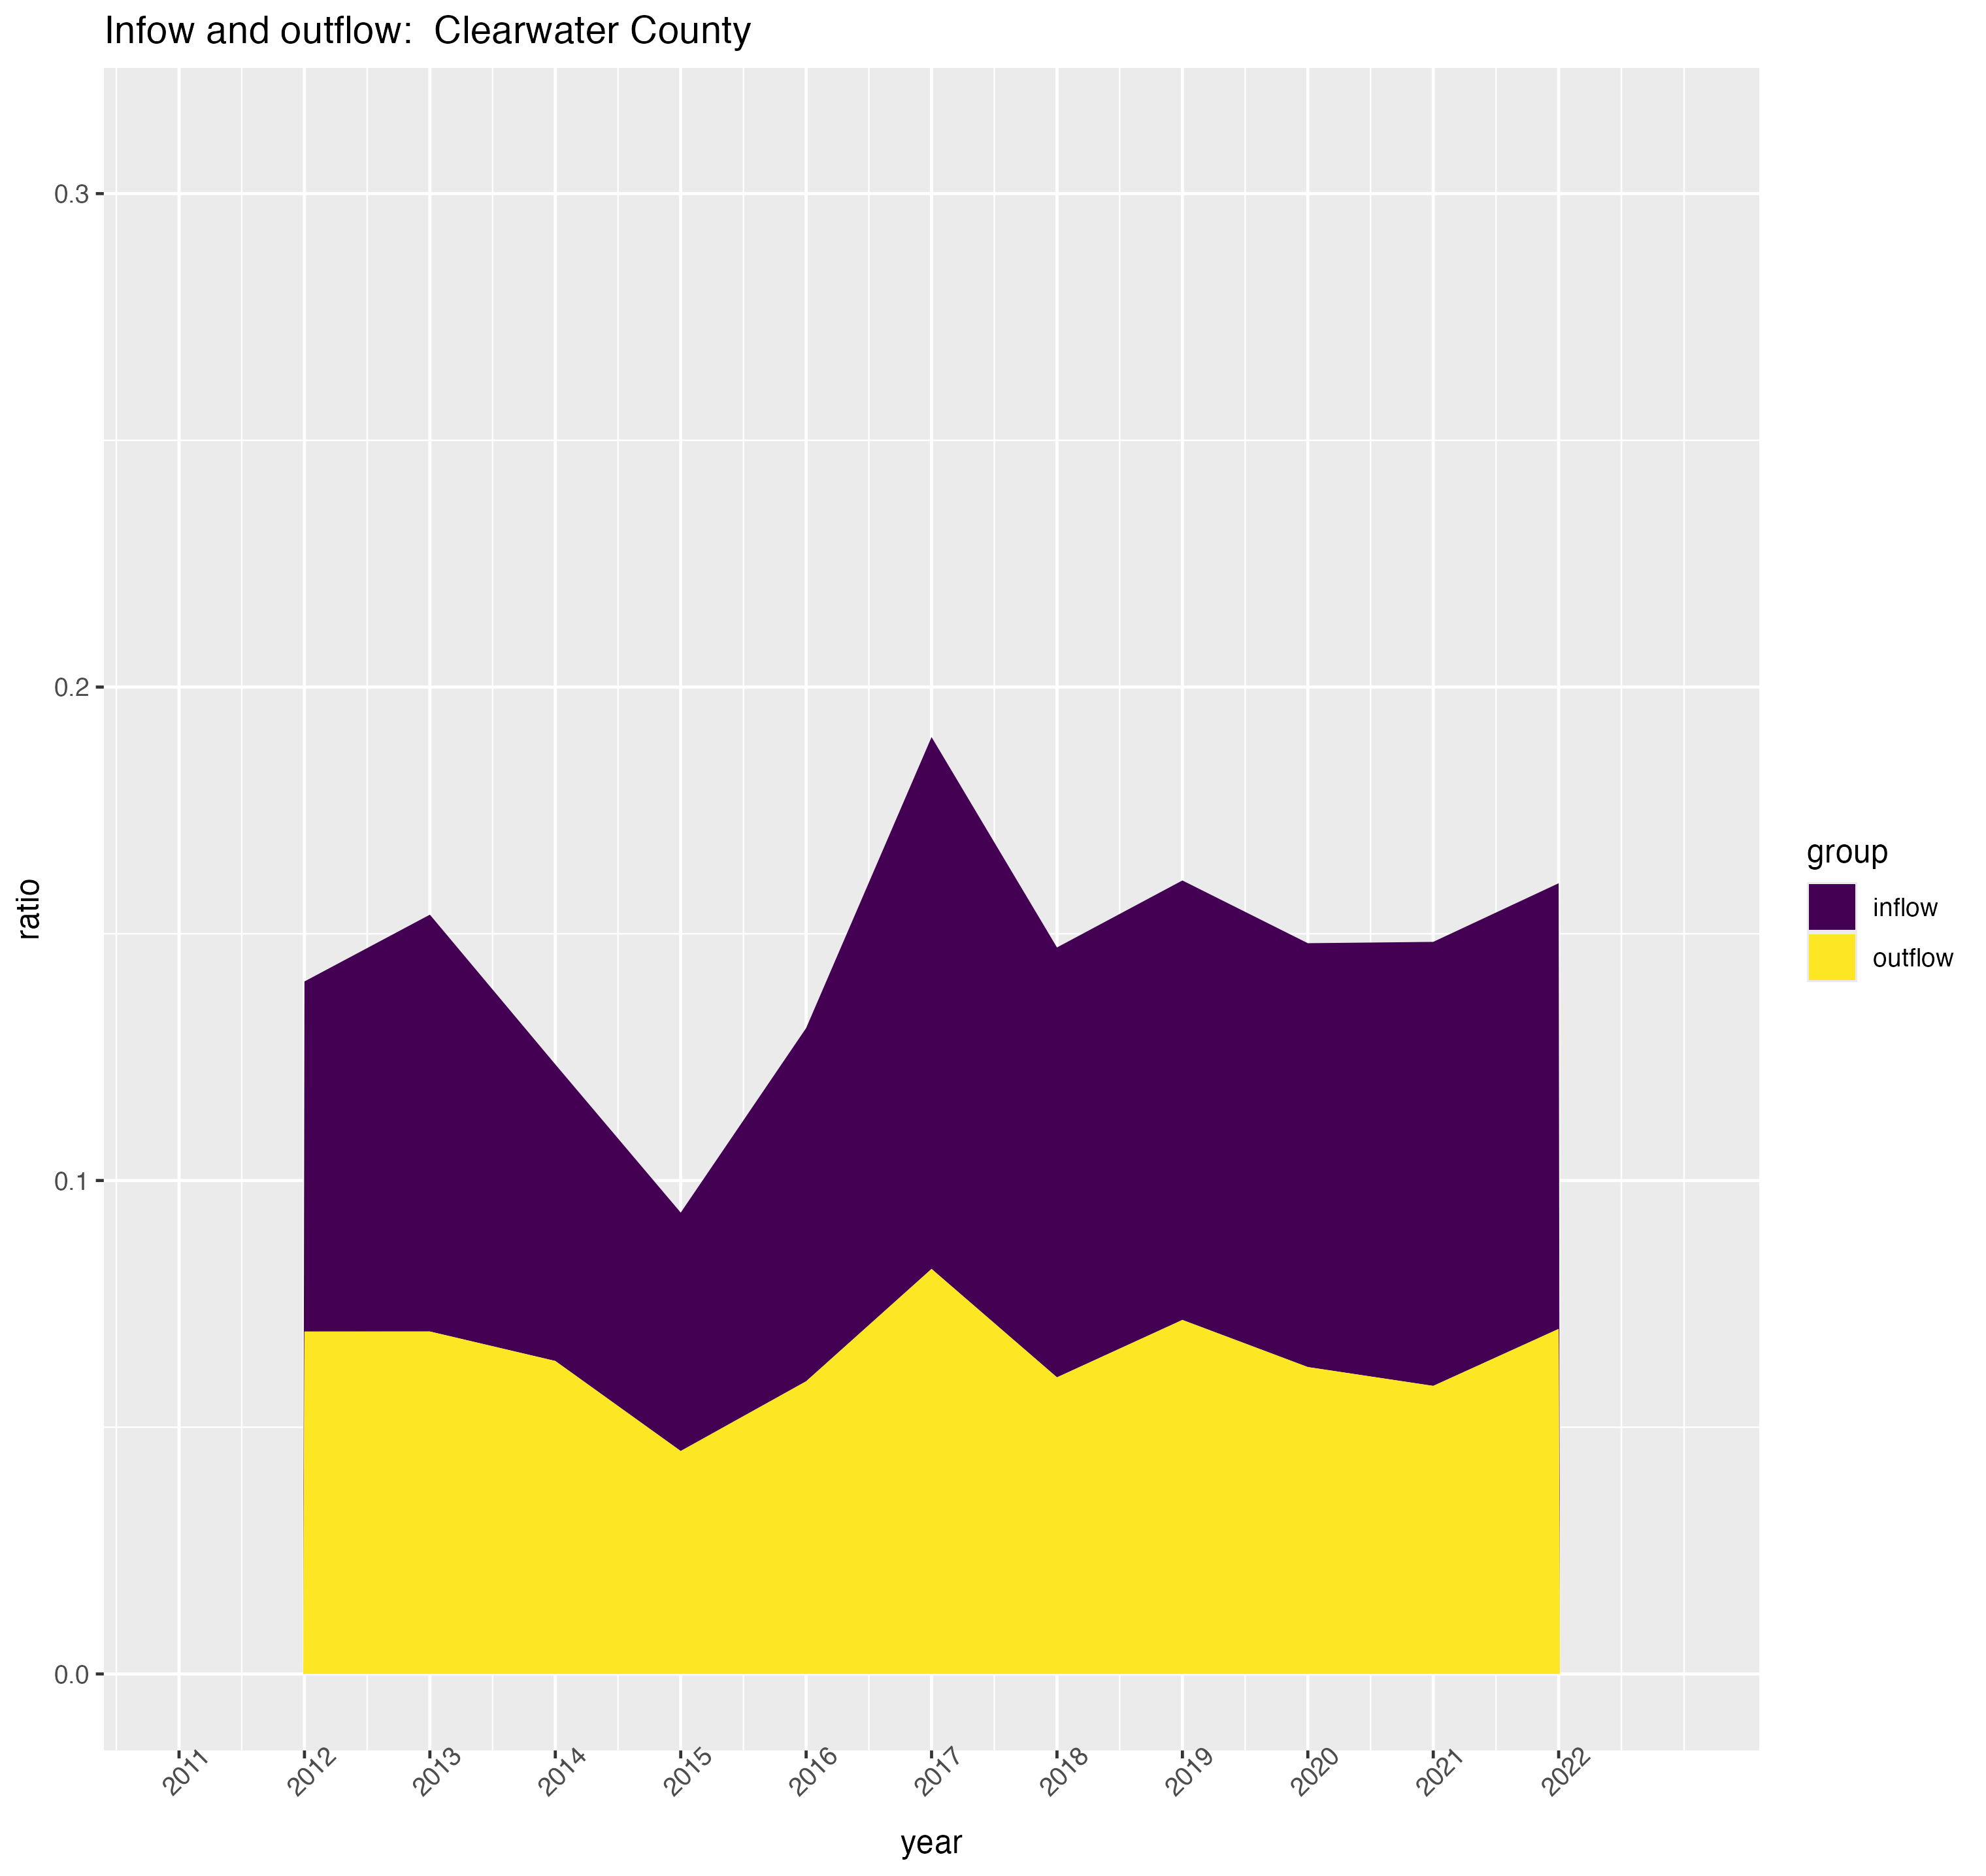 Infow and outflow:  Clearwater County
0.3
0.2
0.1
0.0
ratio
2011 2012 2013 2014 2015 2016 2017 2018 2019 2020 2021 2022
year
group
inflow
outflow